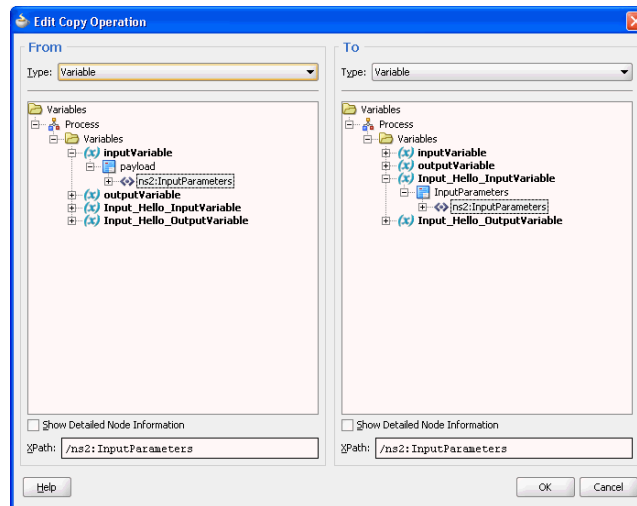 Edit Copy Operation
From
Type: Variable
Variables
Process
Variables
inputVariable
payload
ns2:InputParameters
outputVariable
Input_Hello_InputVariable
Input_Hello_OutputVariable
Show Detailed Node Information
XPath: /ns2:InputParameters
To
Type: Variable
Variables
Process
Variables
inputVariable
outputVariable
Input_Hello_InputVariable
InputParameters
ns2:InputParameters
Input_Hello_OutputVariable
Show Detailed Node Information
XPath: /ns2:InputParameters
Help
OK
Cancel